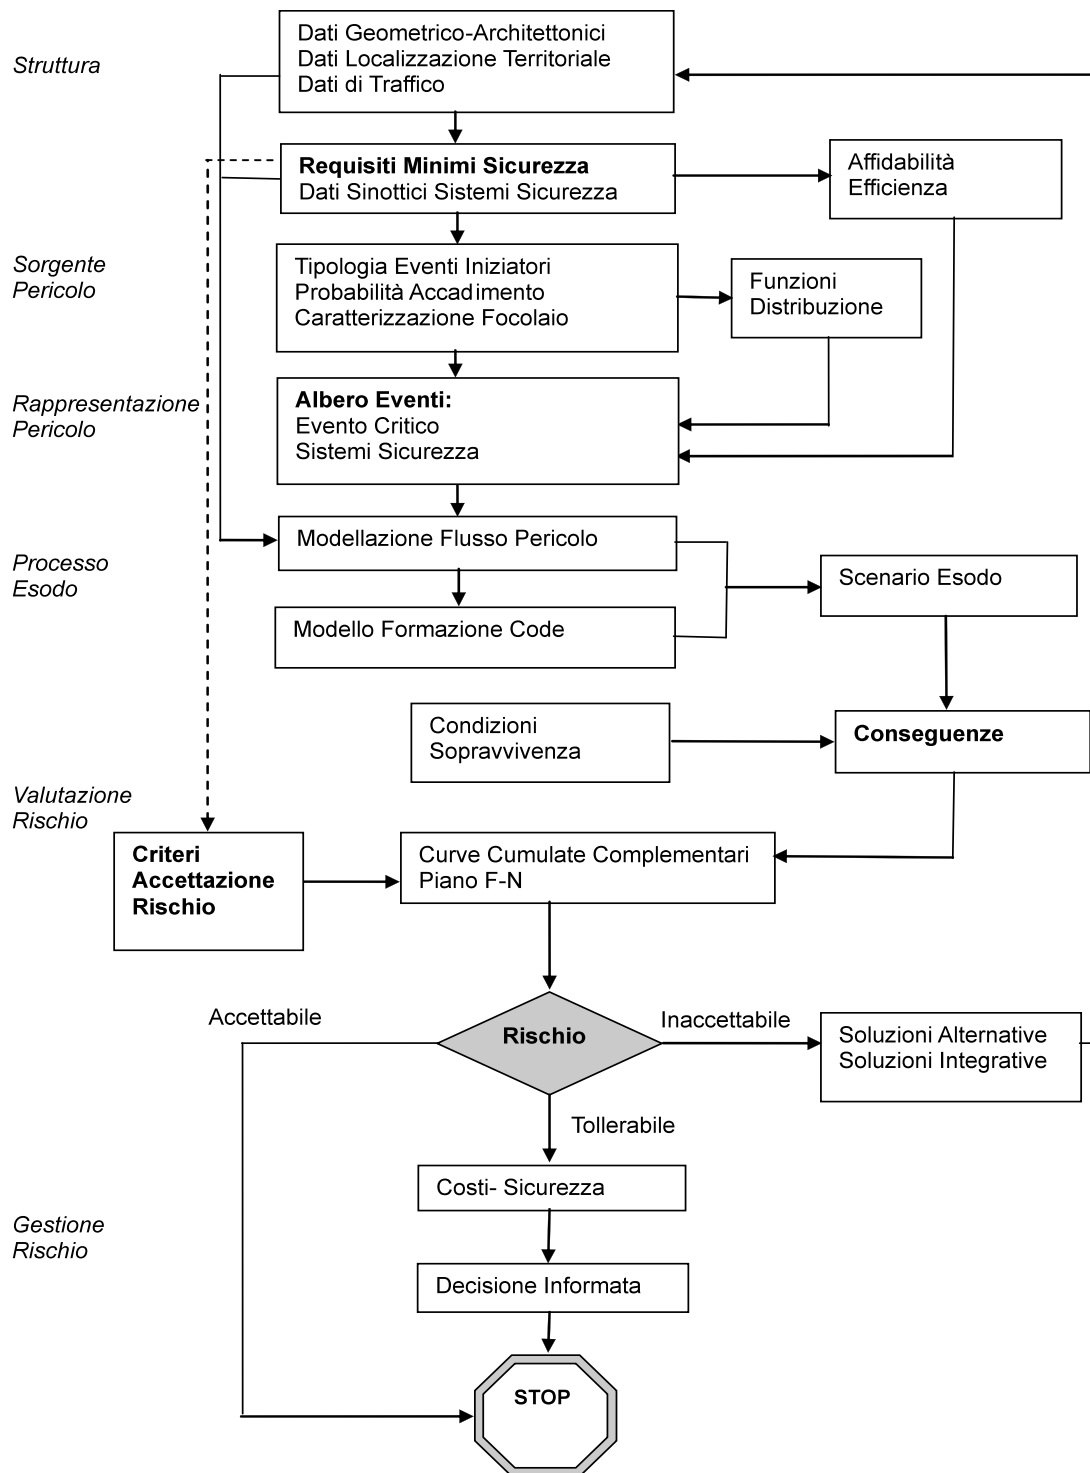 Struttura
Dati Geometrico-Architettonici
Dati Localizzazione Territoriale
Dati di Traffico
Requisiti Minimi Sicurezza
Dati Sinottici Sistemi Sicurezza
Affidabilità
Efficienza
Sorgente
Pericolo
Tipologia Eventi Iniziatori
Probabilità Accadimento
Caratterizzazione Focolaio
Funzioni
Distribuzione
Rappresentazione
Pericolo
Albero Eventi:
Evento Critico
Sistemi Sicurezza
Processo
Esodo
Modellazione Flusso Pericolo
Scenario Esodo
Modello Formazione Code
Condizioni
Sopravvivenza
Conseguenze
Valutazione
Rischio
Criteri
Accettazione
Rischio
Curve Cumulate Complementari
Piano F-N
Accettabile
Rischio
Inaccettabile
Soluzioni Alternative
Soluzioni Integrative
Tollerabile
Costi- Sicurezza
Gestione
Rischio
Decisione Informata
STOP